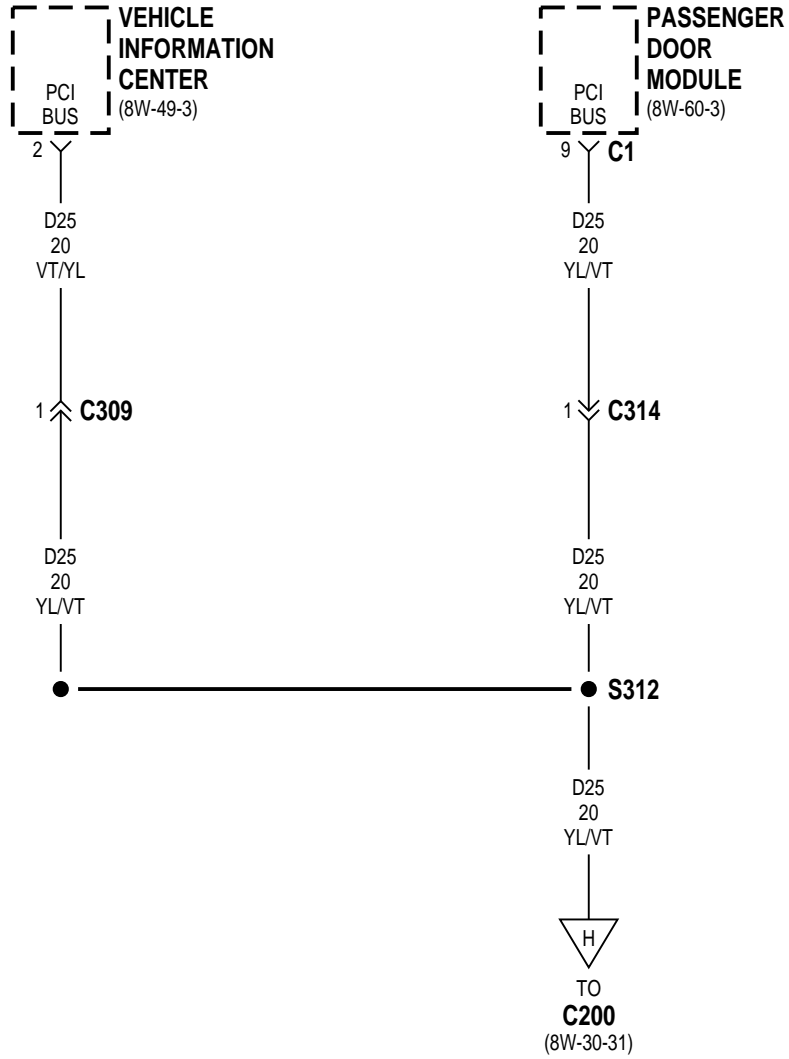 VEHICLE
INFORMATION
CENTER
(8W-49-3)
PCI
BUS
2
D25
20
VT/YL
1
C309
D25
20
YL/VT
PASSENGER
DOOR
MODULE
(8W-60-3)
PCI
BUS
9
C1
D25
20
YL/VT
1
C314
D25
20
YL/VT
S312
D25
20
YL/VT
H
TO
C200
(8W-30-31)